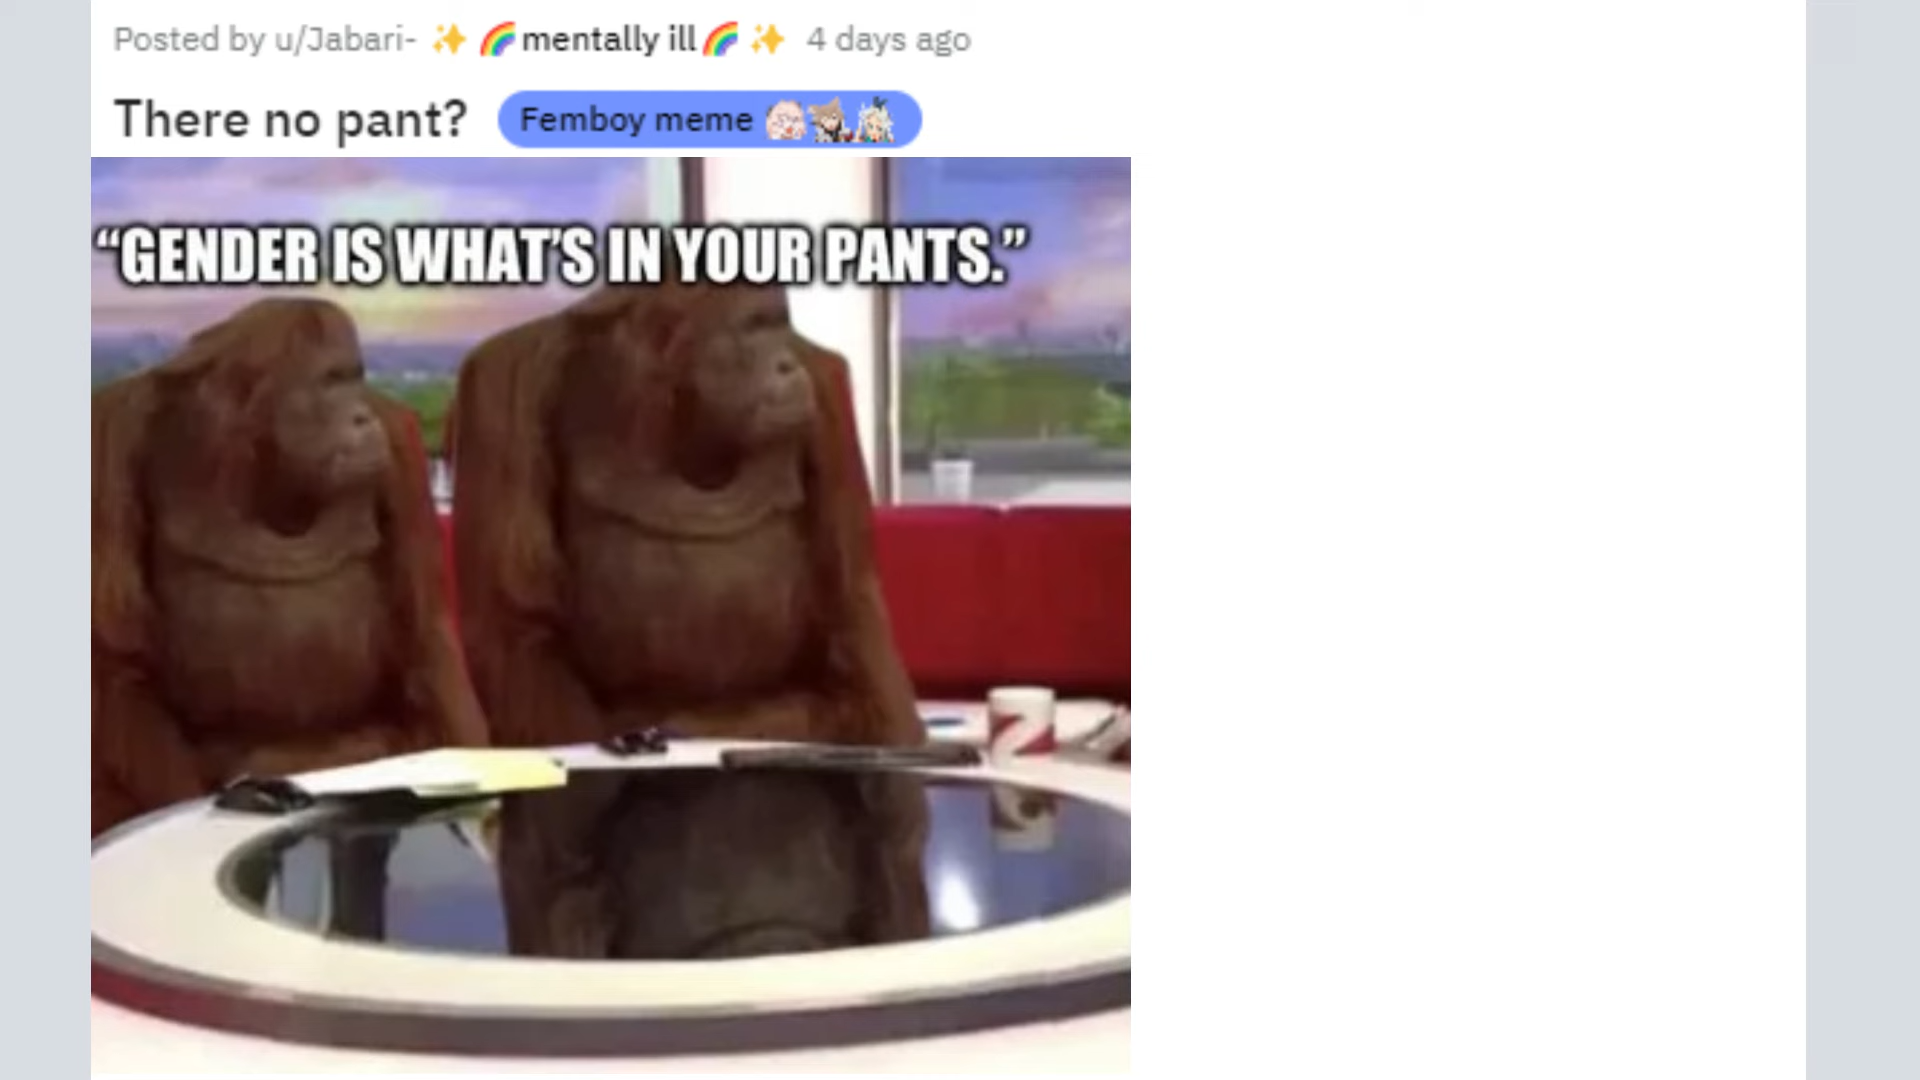 Posted by u/Jabari- ✨🌈mentally ill🌈✨ 4 days ago
There no pant? Femboy meme
“GENDER IS WHAT'S IN YOUR PANTS.”